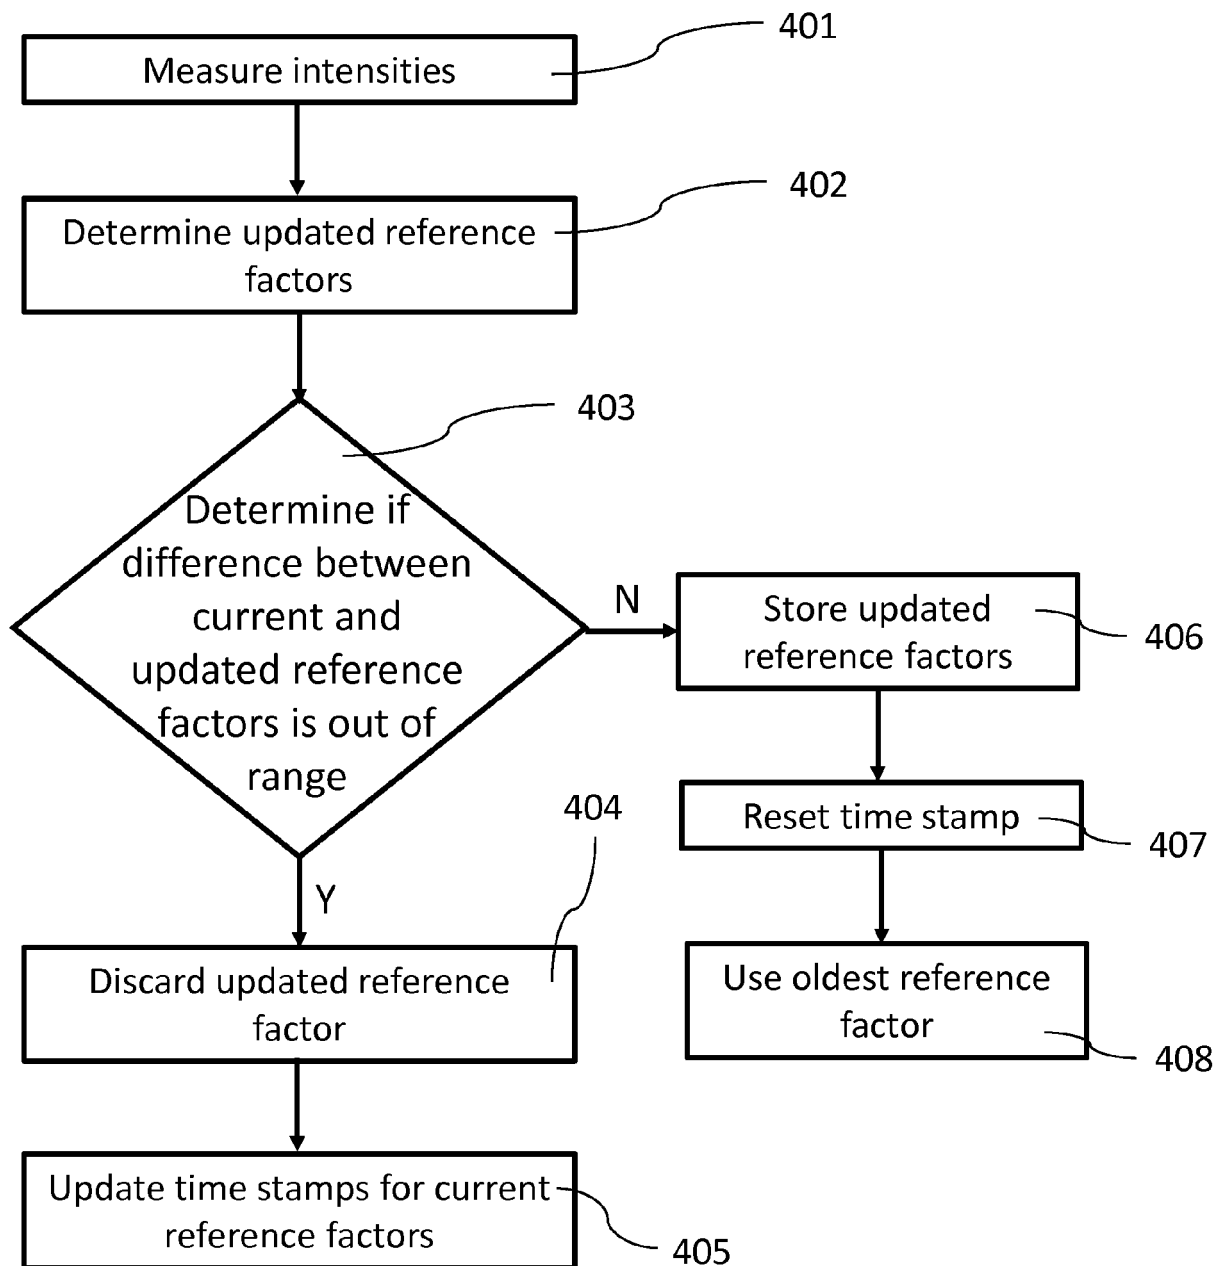 401
Measure intensities
402
Determine updated reference
factors
403
Determine if
difference between
current and
updated reference
factors is out of
range
N
Store updated
reference factors
406
Reset time stamp
407
Use oldest reference
factor
408
404
Y
Discard updated reference
factor
Update time stamps for current
reference factors
405